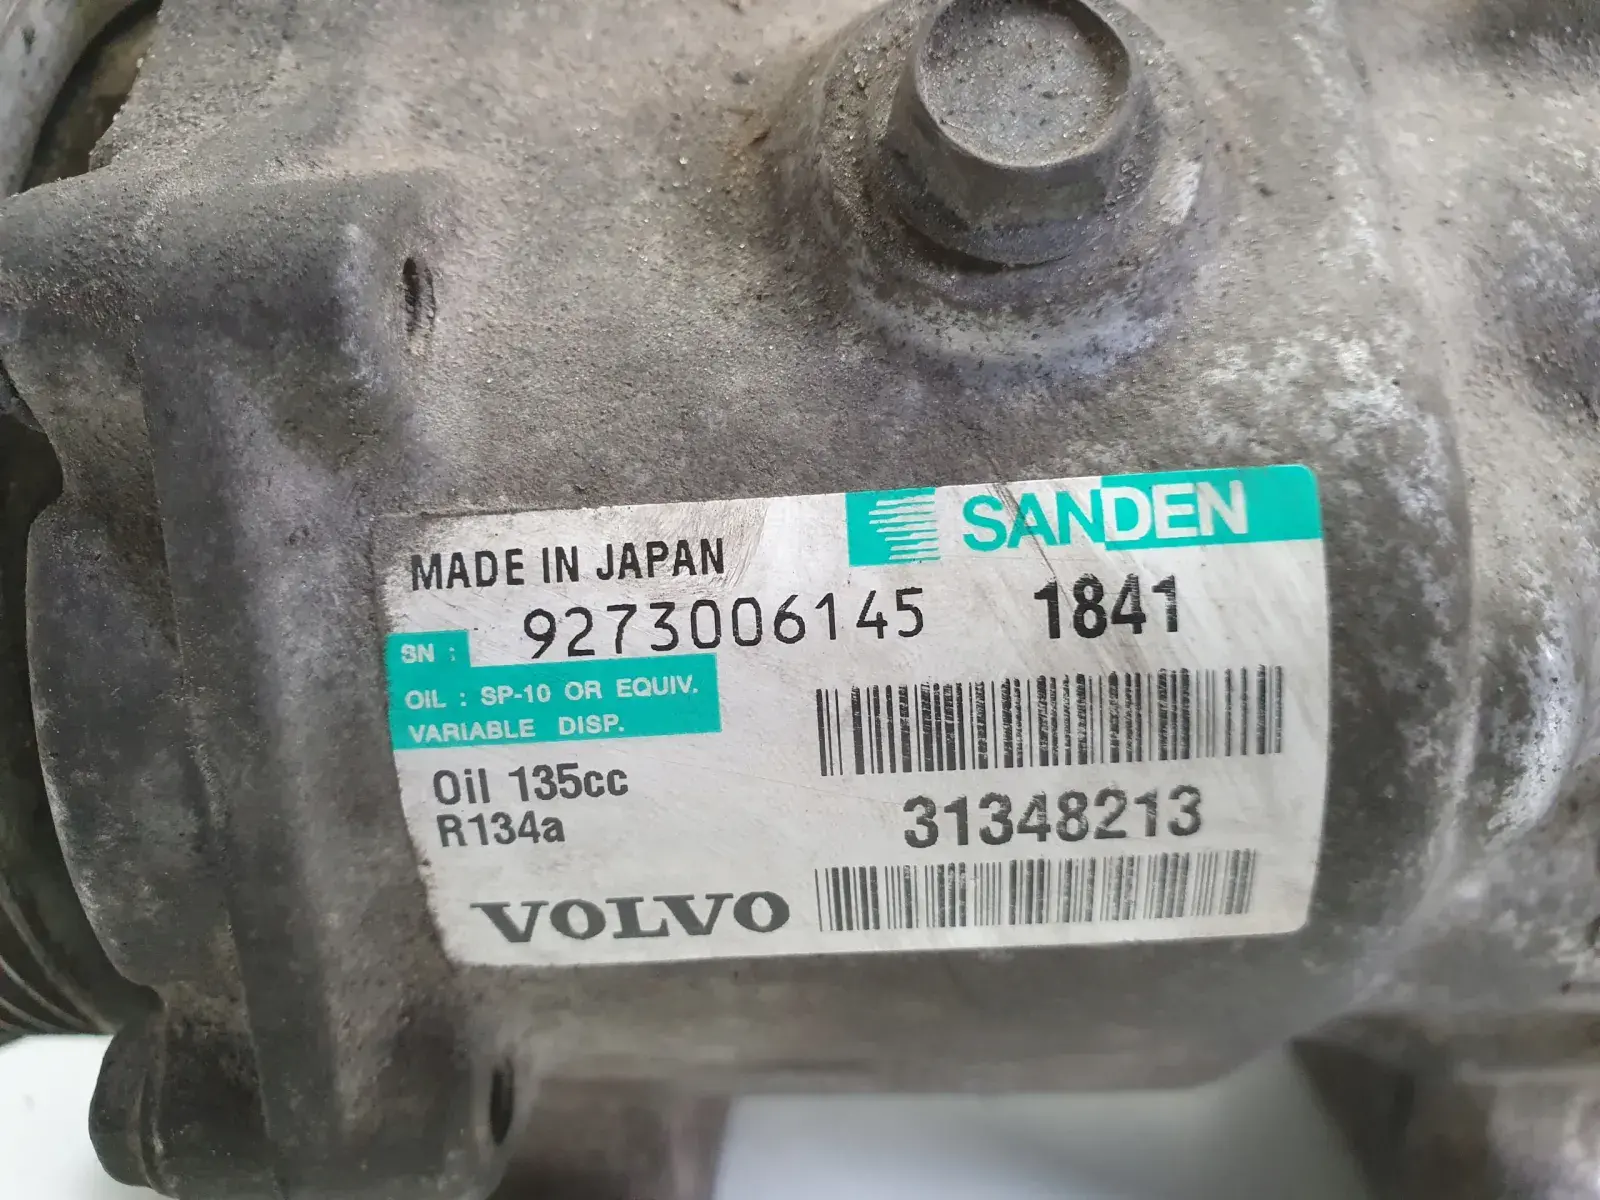 SANDEN
MADE IN JAPAN
SN : 9273006145 1841
OIL : SP-10 OR EQUIV.
VARIABLE DISP.
Oil 135cc
R134a
31348213
VOLVO